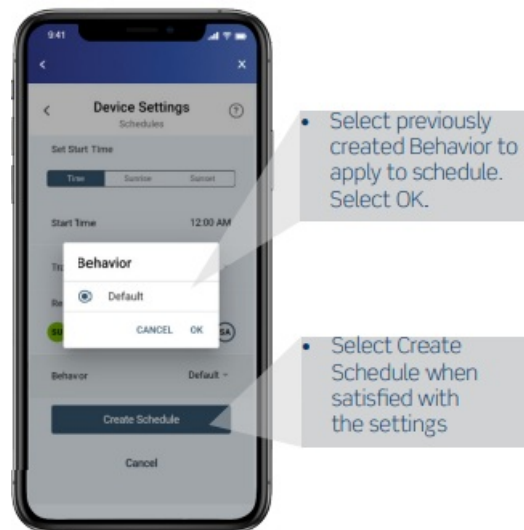 9:41
Device Settings
Schedules
Set Start Time
Time Sunrise Sunset
Start Time 12:00 AM
Behavior
Default
CANCEL OK
SA
Behavor Default
Create Schedule
Cancel
• Select previously
created Behavior to
apply to schedule.
Select OK.
• Select Create
Schedule when
satisfied with
the settings